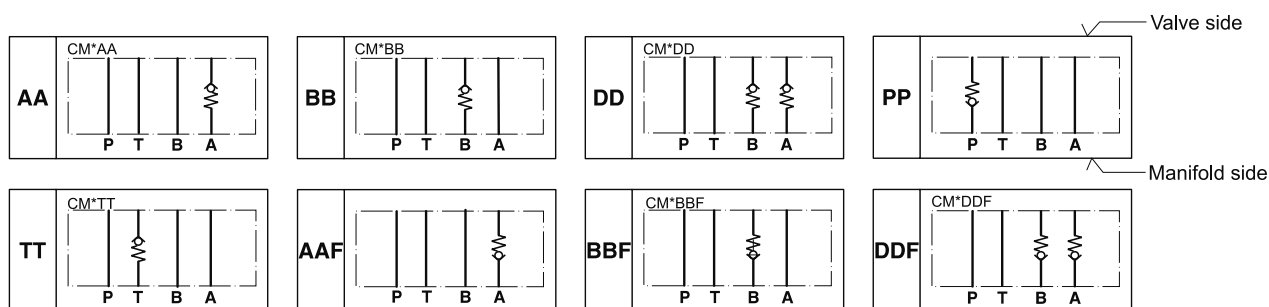 Valve side
AA CM*AA
P T B A
BB CM*BB
P T B A
DD CM*DD
P T B A
PP
P T B A
Manifold side
TT CM*TT
P T B A
AAF
P T B A
BBF CM*BBF
P T B A
DDF CM*DDF
P T B A